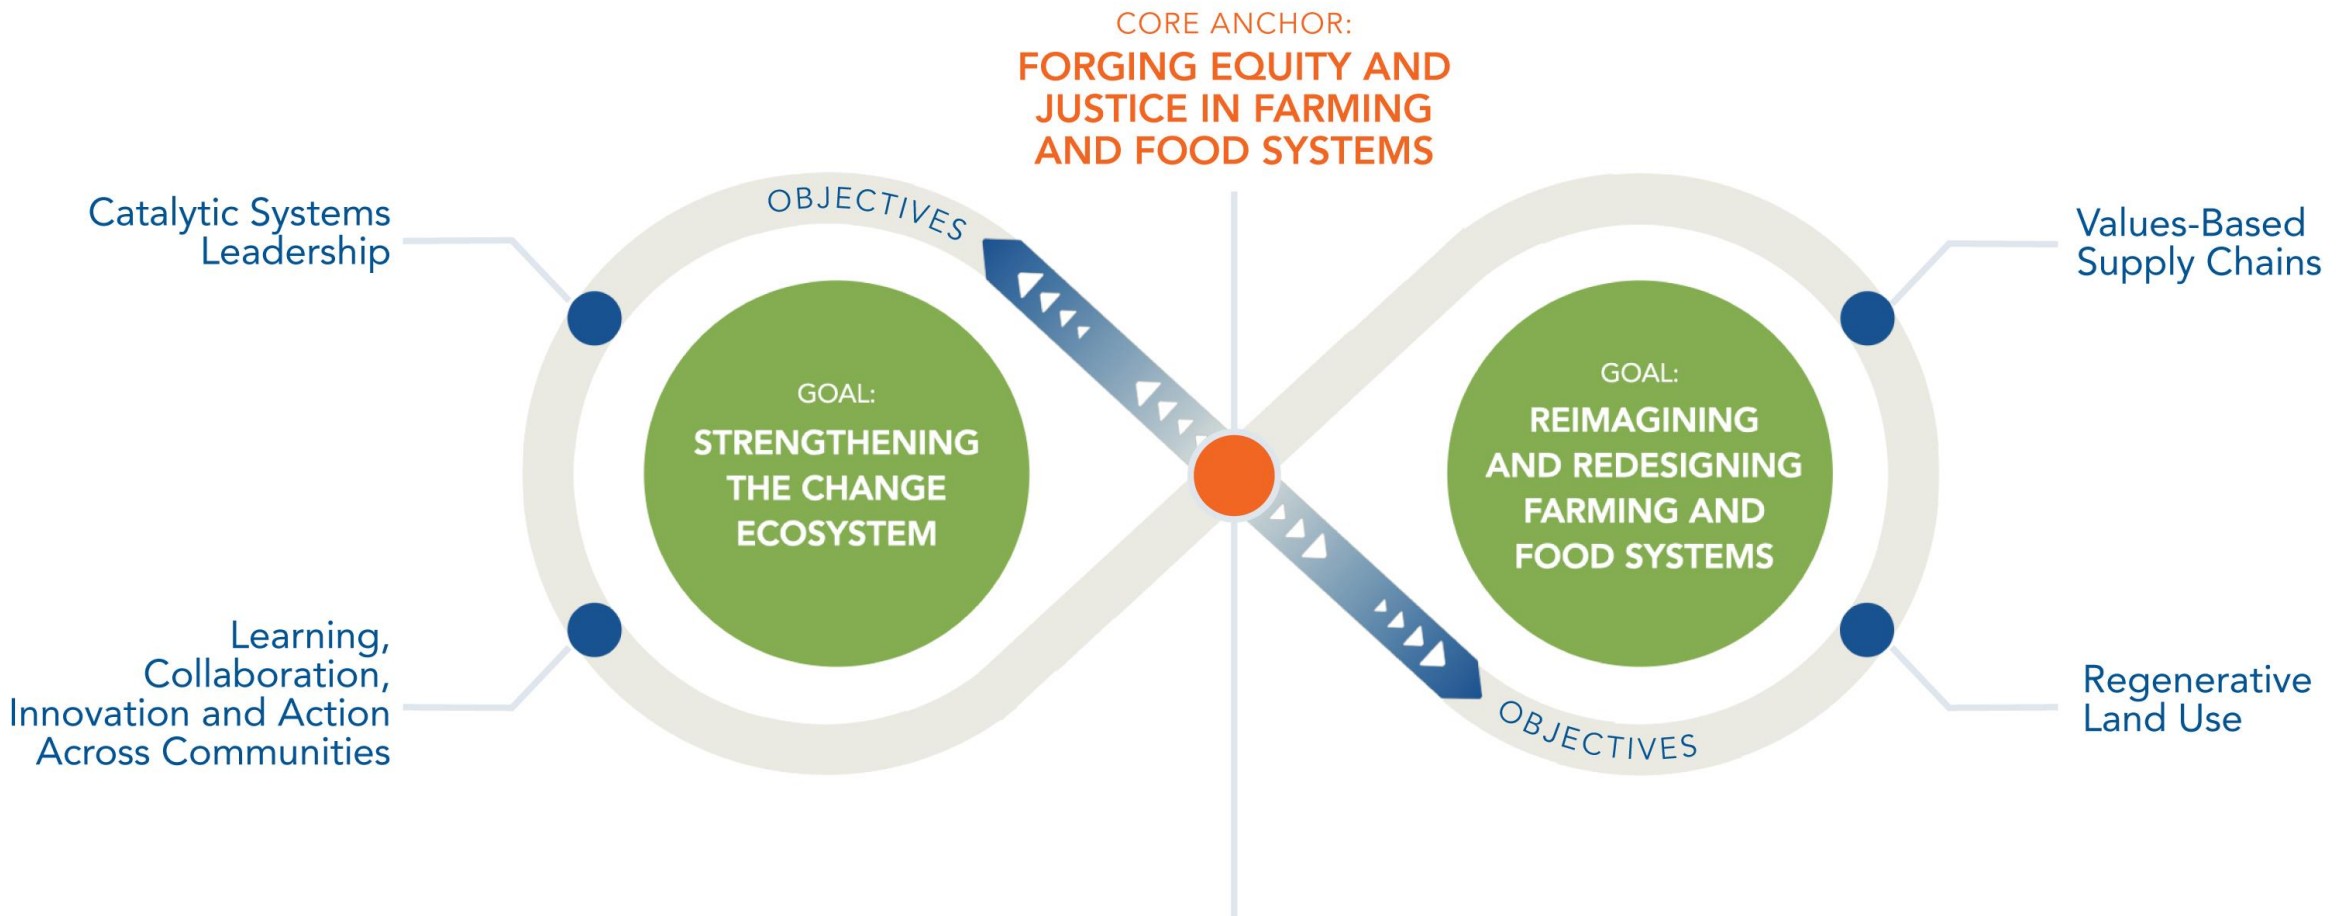 CORE ANCHOR:
FORGING EQUITY AND
JUSTICE IN FARMING
AND FOOD SYSTEMS
OBJECTIVES
Catalytic Systems
Leadership
Learning,
Collaboration,
Innovation and Action
Across Communities
GOAL:
STRENGTHENING
THE CHANGE
ECOSYSTEM
GOAL:
REIMAGINING
AND REDESIGNING
FARMING AND
FOOD SYSTEMS
Values-Based
Supply Chains
Regenerative
Land Use
OBJECTIVES